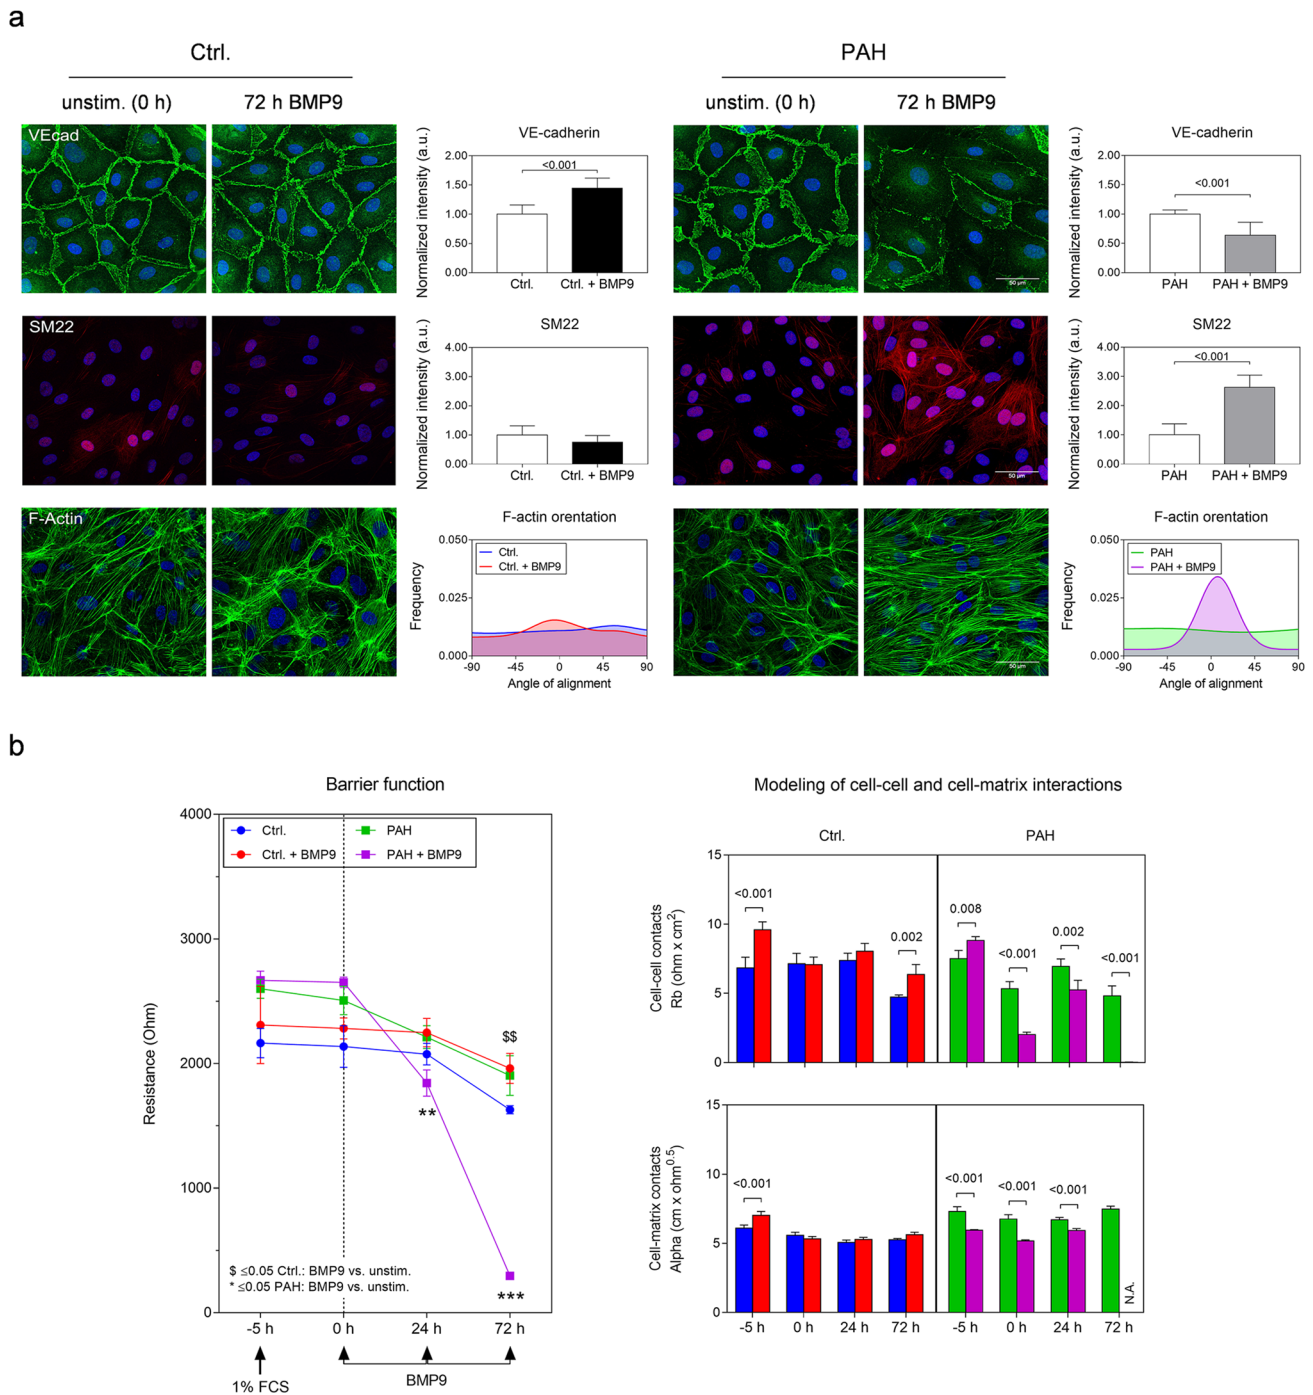 a
Ctrl.
PAH
unstim. (0 h)
72 h BMP9
unstim. (0 h)
72 h BMP9
VEcad
VE-cadherin
Normalized intensity (a.u.)
2.00
1.50
1.00
0.50
0.00
<0.001
Ctrl.
Ctrl. + BMP9
50 µm
VE-cadherin
Normalized intensity (a.u.)
2.00
1.50
1.00
0.50
0.00
<0.001
PAH
PAH + BMP9
SM22
SM22
Normalized intensity (a.u.)
4.00
3.00
2.00
1.00
0.00
Ctrl.
Ctrl. + BMP9
50 µm
SM22
Normalized intensity (a.u.)
4.00
3.00
2.00
1.00
0.00
<0.001
PAH
PAH + BMP9
F-Actin
F-actin orentation
Frequency
0.050
0.025
0.000
Ctrl.
Ctrl. + BMP9
-90
-45
0
45
90
Angle of alignment
50 µm
F-actin orentation
Frequency
0.050
0.025
0.000
PAH
PAH + BMP9
-90
-45
0
45
90
Angle of alignment
b
Barrier function
Resistance (Ohm)
4000
3000
2000
1000
0
Ctrl.
PAH
Ctrl. + BMP9
PAH + BMP9
$$
**
***
$ ≤0.05 Ctrl.: BMP9 vs. unstim.
* ≤0.05 PAH: BMP9 vs. unstim.
-5 h
0 h
24 h
72 h
1% FCS
BMP9
Modeling of cell-cell and cell-matrix interactions
Ctrl.
PAH
Cell-cell contacts
Rb (ohm x cm2)
15
10
5
0
<0.001
0.002
0.008
<0.001
0.002
<0.001
Cell-matrix contacts
Alpha (cm x ohm0.5)
15
10
5
0
<0.001
<0.001
<0.001
<0.001
N.A.
-5 h
0 h
24 h
72 h
-5 h
0 h
24 h
72 h